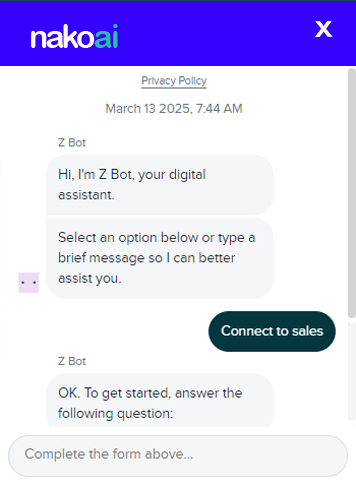 nakoai
X
Privacy Policy
March 13 2025, 7:44 AM
Z Bot
Hi, I'm Z Bot, your digital
assistant.
Select an option below or type a
brief message so I can better
assist you.
Connect to sales
Z Bot
OK. To get started, answer the
following question:
Complete the form above...